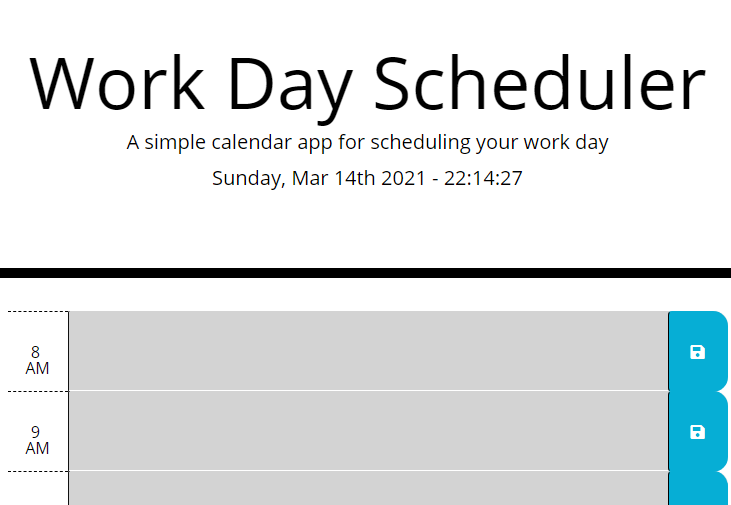 Work Day Scheduler
A simple calendar app for scheduling your work day
Sunday, Mar 14th 2021 - 22:14:27
8
AM
9
AM